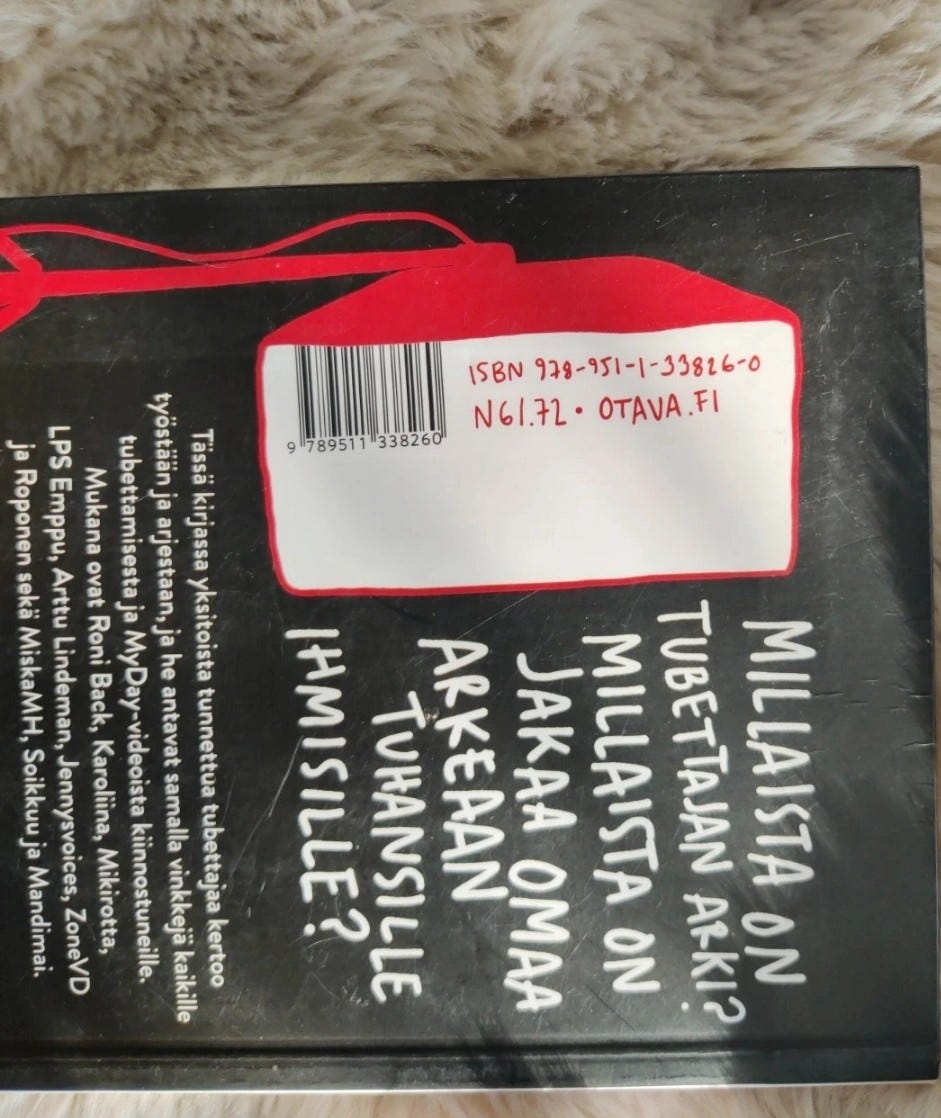 MILLAISTA ON
TUBETTAJAN ARKI?
MILLAISTA ON
JAKAA OMAA
ARKEAAN
TUHANSILLE
IHMISILLE?
Tässä kirjassa yksitoista tunnettua tubettajaa kertoo
työstään ja arjestaan, ja he antavat samalla vinkkejä kaikille
tubettamisesta ja MyDay-videoista kiinnostuneille.
Mukana ovat Roni Back, Karoliina, Mikirotta,
LPS Emppu, Arttu Lindeman, Jennysvoices, ZoneVD
ja Roponen sekä MiskaMH, Soikkuu ja Mandimai.
ISBN 978-951-1-33826-0
N61.72 • OTAVA.FI
9 789511 338260